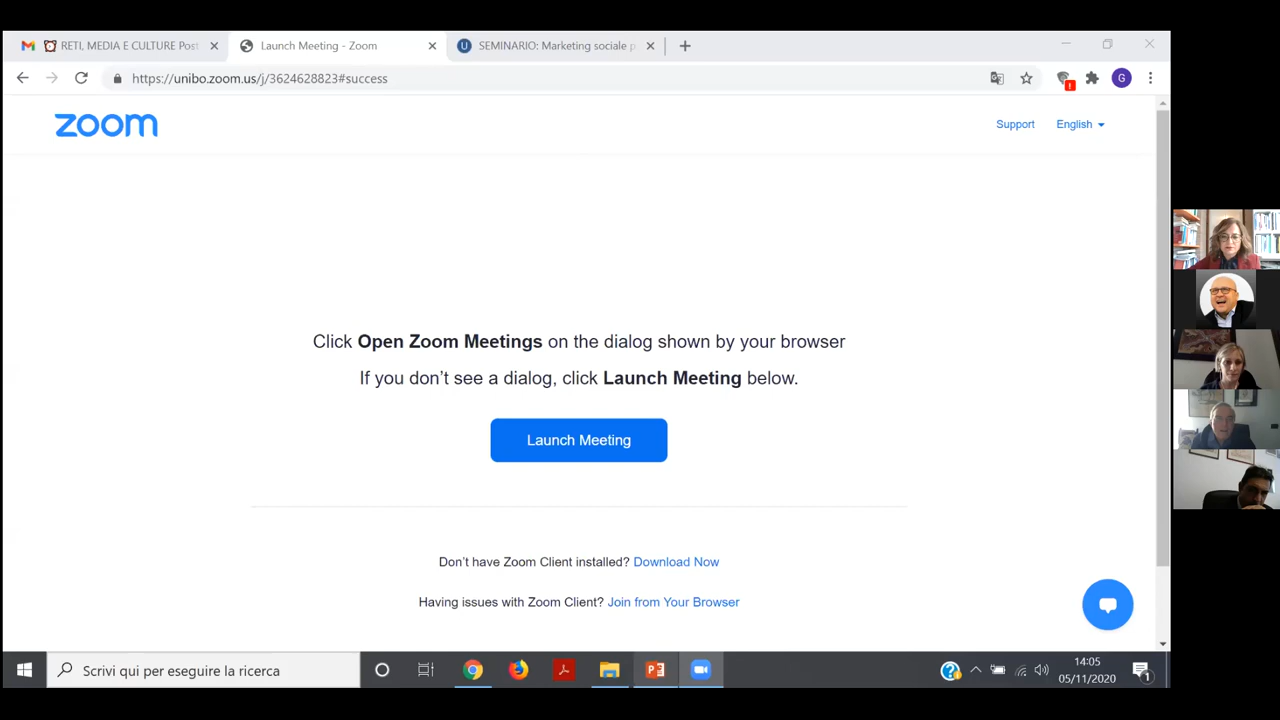 RETI, MEDIA E CULTURE Post
Launch Meeting - Zoom
SEMINARIO: Marketing sociale p
https://unibo.zoom.us/j/3624628823#success
G
zoom
Support
English
Click Open Zoom Meetings on the dialog shown by your browser
If you don’t see a dialog, click Launch Meeting below.
Launch Meeting
Don’t have Zoom Client installed? Download Now
Having issues with Zoom Client? Join from Your Browser
Scrivi qui per eseguire la ricerca
14:05
05/11/2020
1